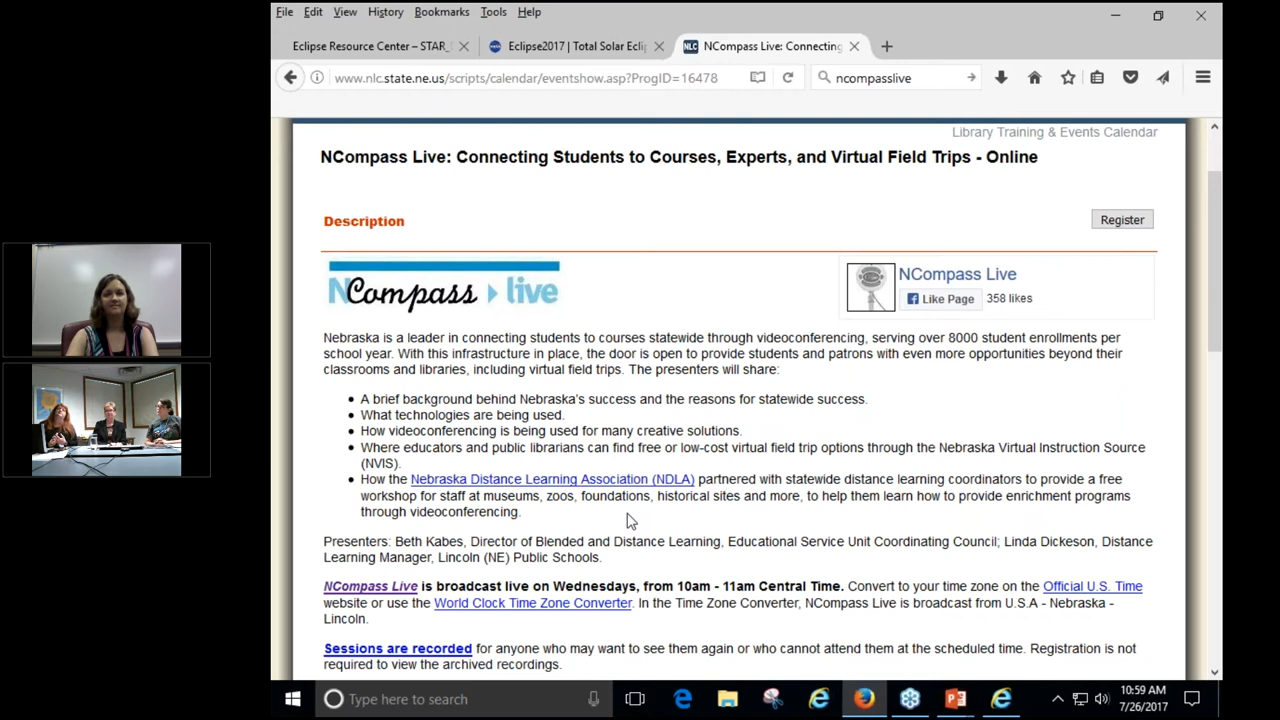 File Edit View History Bookmarks Tools Help
Eclipse Resource Center – STAR_ Eclipse2017 | Total Solar Ecli NLC NCompass Live: Connecting
www.nlc.state.ne.us/scripts/calendar/eventshow.asp?ProgID=16478 ncompasslive
Library Training & Events Calendar
NCompass Live: Connecting Students to Courses, Experts, and Virtual Field Trips - Online
Description Register
NCompass live NCompass Live
Like Page 358 likes
Nebraska is a leader in connecting students to courses statewide through videoconferencing, serving over 8000 student enrollments per
school year. With this infrastructure in place, the door is open to provide students and patrons with even more opportunities beyond their
classrooms and libraries, including virtual field trips. The presenters will share:
• A brief background behind Nebraska's success and the reasons for statewide success.
• What technologies are being used.
• How videoconferencing is being used for many creative solutions.
• Where educators and public librarians can find free or low-cost virtual field trip options through the Nebraska Virtual Instruction Source
(NVIS).
• How the Nebraska Distance Learning Association (NDLA) partnered with statewide distance learning coordinators to provide a free
workshop for staff at museums, zoos, foundations, historical sites and more, to help them learn how to provide enrichment programs
through videoconferencing.
Presenters: Beth Kabes, Director of Blended and Distance Learning, Educational Service Unit Coordinating Council; Linda Dickeson, Distance
Learning Manager, Lincoln (NE) Public Schools.
NCompass Live is broadcast live on Wednesdays, from 10am - 11am Central Time. Convert to your time zone on the Official U.S. Time
website or use the World Clock Time Zone Converter. In the Time Zone Converter, NCompass Live is broadcast from U.S.A - Nebraska -
Lincoln.
Sessions are recorded for anyone who may want to see them again or who cannot attend them at the scheduled time. Registration is not
required to view the archived recordings.
Type here to search 10:59 AM
7/26/2017